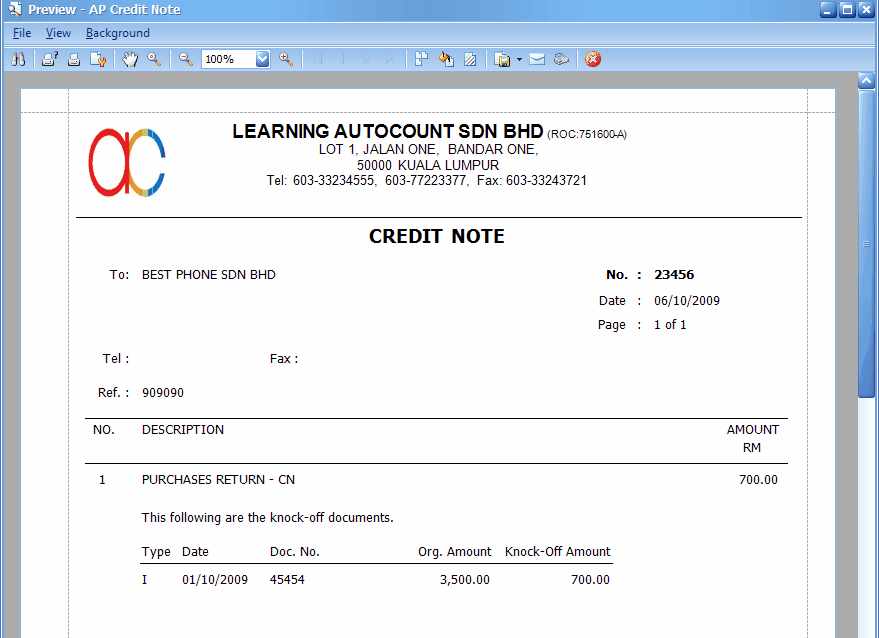 Preview - AP Credit Note
File View Background
100%
ac
LEARNING AUTOCOUNT SDN BHD (ROC:751600-A)
LOT 1, JALAN ONE, BANDAR ONE,
50000 KUALA LUMPUR
Tel: 603-33234555, 603-77223377, Fax: 603-33243721
CREDIT NOTE
To: BEST PHONE SDN BHD No. : 23456
Date : 06/10/2009
Page : 1 of 1
Tel : Fax :
Ref. : 909090
NO. DESCRIPTION AMOUNT
RM
1 PURCHASES RETURN - CN 700.00
This following are the knock-off documents.
Type Date Doc. No. Org. Amount Knock-Off Amount
I 01/10/2009 45454 3,500.00 700.00